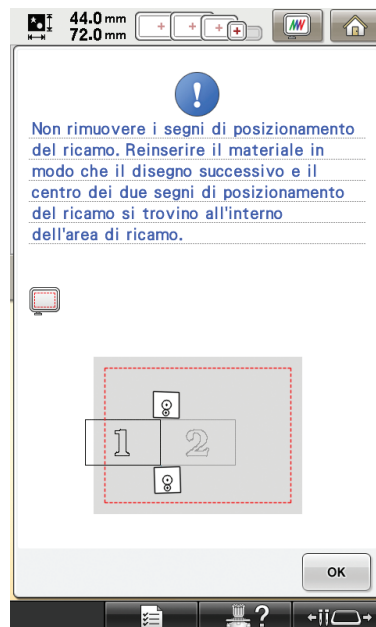 44.0 mm
72.0 mm
Non rimuovere i segni di posizionamento
del ricamo. Reinserire il materiale in
modo che il disegno successivo e il
centro dei due segni di posizionamento
del ricamo si trovino all'interno
dell'area di ricamo.
1 2
OK
?